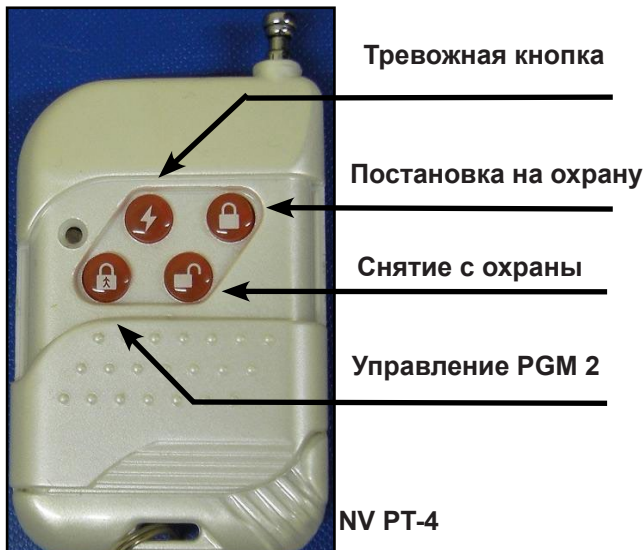 Тревожная кнопка
Постановка на охрану
Снятие с охраны
Управление PGM 2
NV PT-4